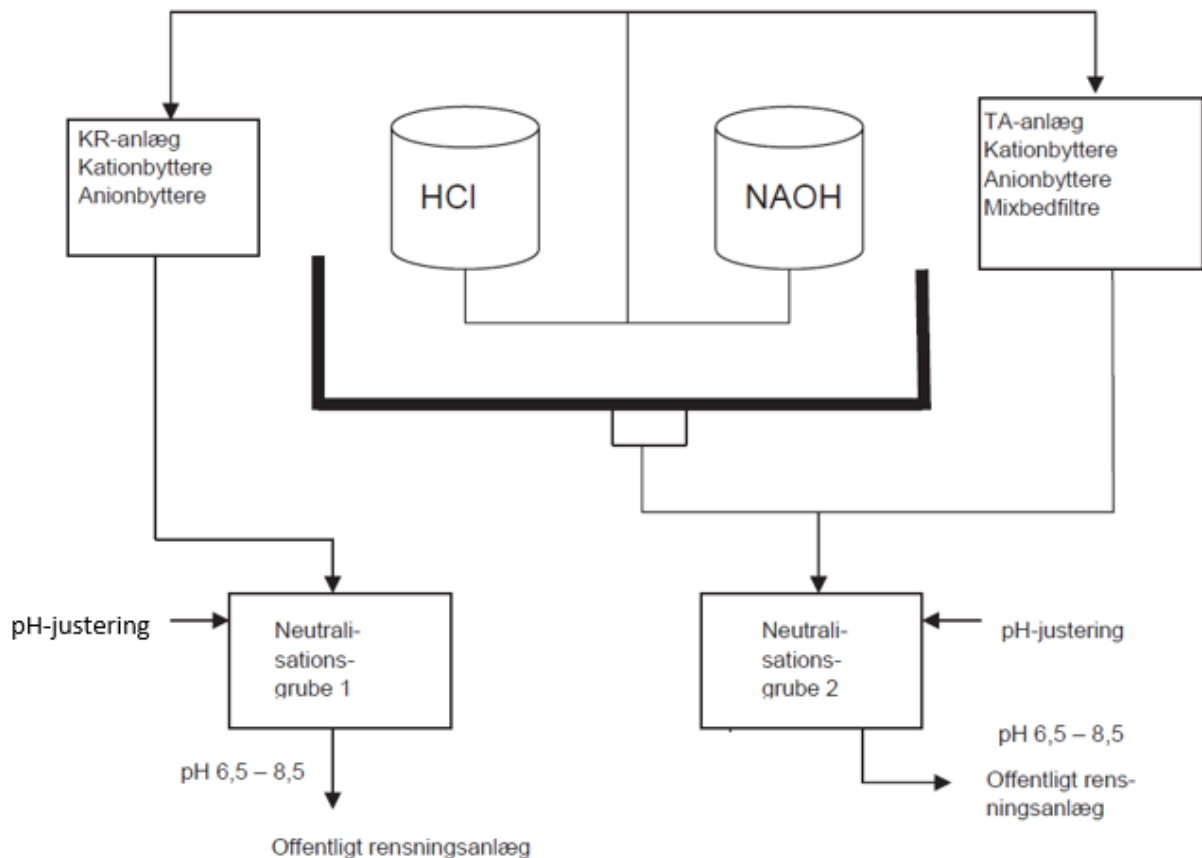 KR-anlæg
Kationbyttere
Anionbyttere
HCl
NAOH
TA-anlæg
Kationbyttere
Anionbyttere
Mixbedfiltre
pH-justering
Neutrali-
sations-
grube 1
Neutrali-
sations-
grube 2
pH-justering
pH 6,5 – 8,5
Offentligt rensningsanlæg
pH 6,5 – 8,5
Offentligt rens-
ningsanlæg